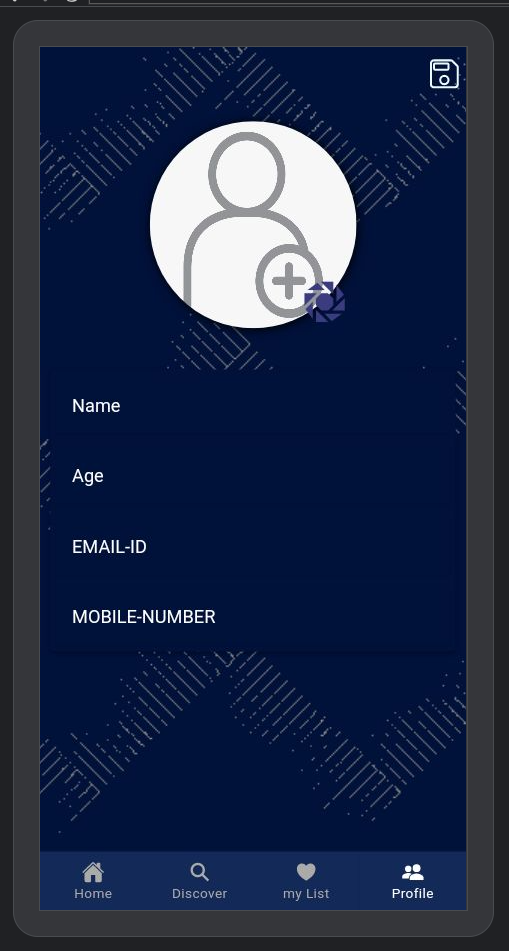 Name
Age
EMAIL-ID
MOBILE-NUMBER
Home
Discover
my List
Profile